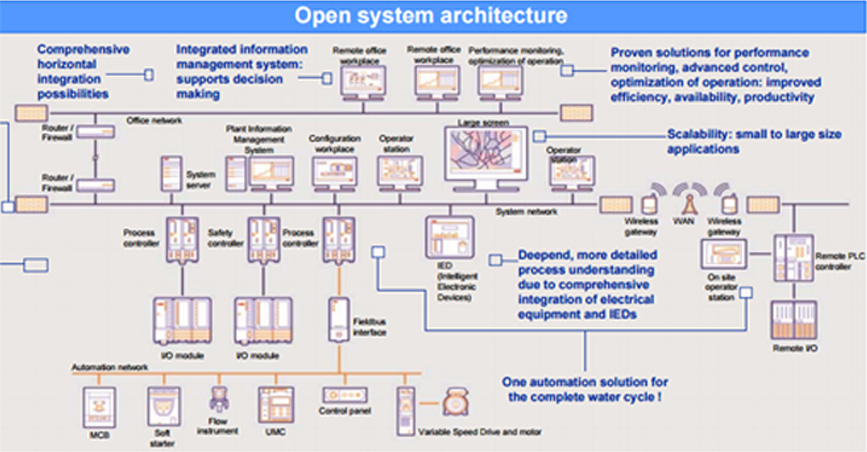 Open system architecture
Comprehensive
horizontal
integration
possibilities
Integrated information
management system:
supports decision
making
Remote office
workplace
Remote office
workplace
Performance monitoring,
optimization of operation
Proven solutions for performance
monitoring, advanced control,
optimization of operation: improved
efficiency, availability, productivity
Office network
Router /
Firewall
Plant Information
Management
System
Configuration
workplace
Operator
station
Large screen
Operator
station
Scalability: small to large size
applications
Router /
Firewall
System
server
System network
Wireless
gateway
WAN
Wireless
gateway
Process
controller
Safety
controller
Process
controller
IED
(Intelligent
Electronic
Devices)
Deepend, more detailed
process understanding
due to comprehensive
integration of electrical
equipment and IEDs
On site
operator
station
Remote PLC
controller
Fieldbus
interface
I/O module
I/O module
Remote I/O
Automation network
One automation solution for
the complete water cycle !
MCB
Soft
starter
Flow
instrument
UMC
Control panel
Variable Speed Drive and motor